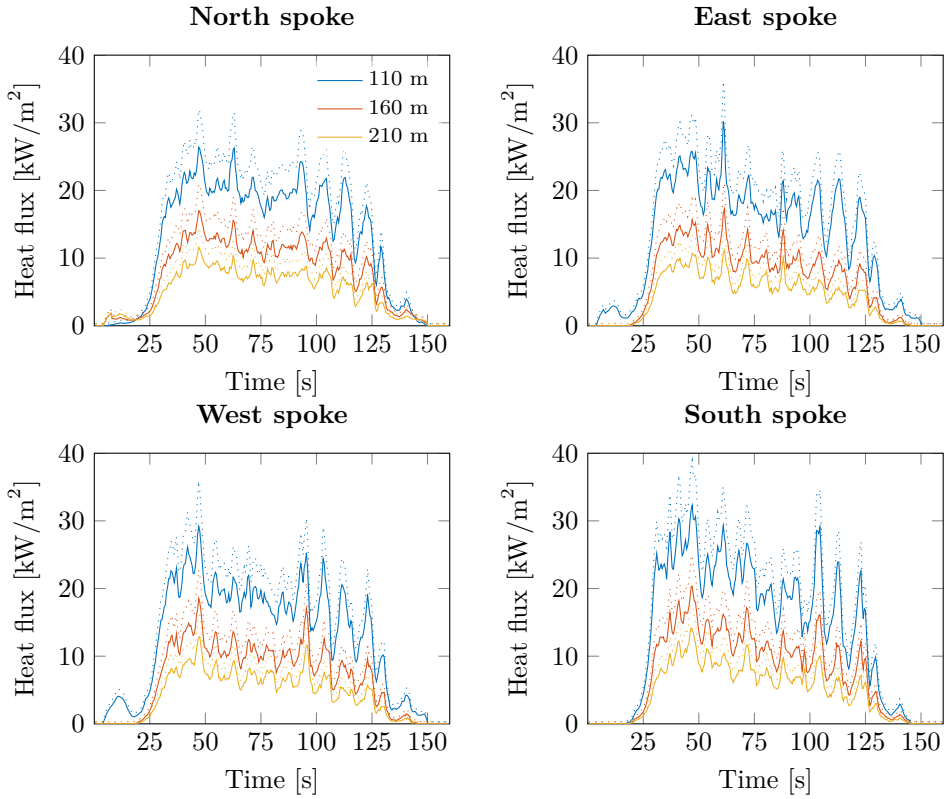 North spoke
40
30
20
10
0
Heat flux [kW/m²]
110 m
160 m
210 m
25 50 75 100 125 150
Time [s]
East spoke
40
30
20
10
0
Heat flux [kW/m²]
25 50 75 100 125 150
Time [s]
West spoke
40
30
20
10
0
Heat flux [kW/m²]
25 50 75 100 125 150
Time [s]
South spoke
40
30
20
10
0
Heat flux [kW/m²]
25 50 75 100 125 150
Time [s]